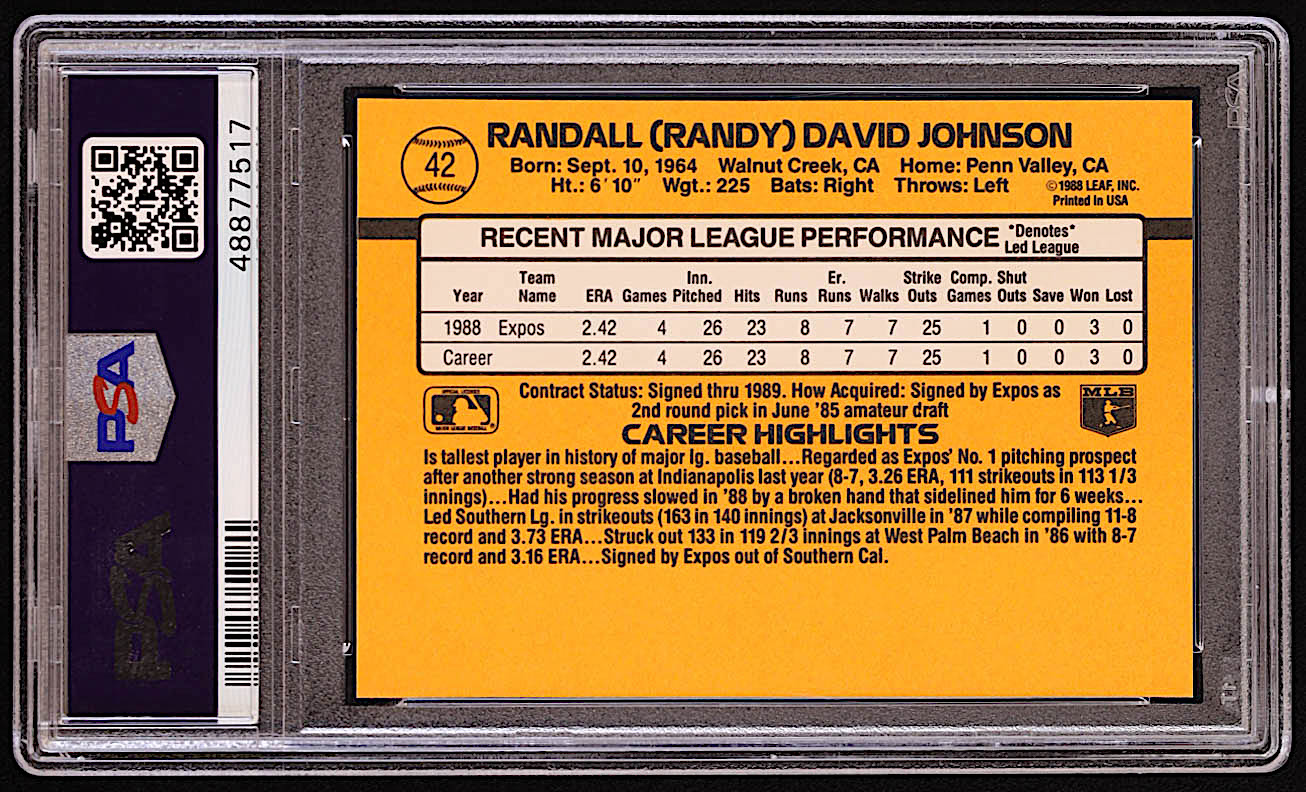 48877517
PSA
PSA
42
RANDALL (RANDY) DAVID JOHNSON
Born: Sept. 10, 1964 Walnut Creek, CA Home: Penn Valley, CA
Ht.: 6'10" Wgt.: 225 Bats: Right Throws: Left
©1988 LEAF, INC.
Printed in USA
RECENT MAJOR LEAGUE PERFORMANCE *Denotes*
Led League
Team Inn. Er. Strike Comp. Shut
Year Name ERA Games Pitched Hits Runs Runs Walks Outs Games Outs Save Won Lost
1988 Expos 2.42 4 26 23 8 7 7 25 1 0 0 3 0
Career 2.42 4 26 23 8 7 7 25 1 0 0 3 0
Contract Status: Signed thru 1989. How Acquired: Signed by Expos as
2nd round pick in June '85 amateur draft
MLB
CAREER HIGHLIGHTS
Is tallest player in history of major lg. baseball...Regarded as Expos' No. 1 pitching prospect
after another strong season at Indianapolis last year (8-7, 3.26 ERA, 111 strikeouts in 113 1/3
innings)...Had his progress slowed in '88 by a broken hand that sidelined him for 6 weeks...
Led Southern Lg. in strikeouts (163 in 140 innings) at Jacksonville in '87 while compiling 11-8
record and 3.73 ERA...Struck out 133 in 119 2/3 innings at West Palm Beach in '86 with 8-7
record and 3.16 ERA...Signed by Expos out of Southern Cal.